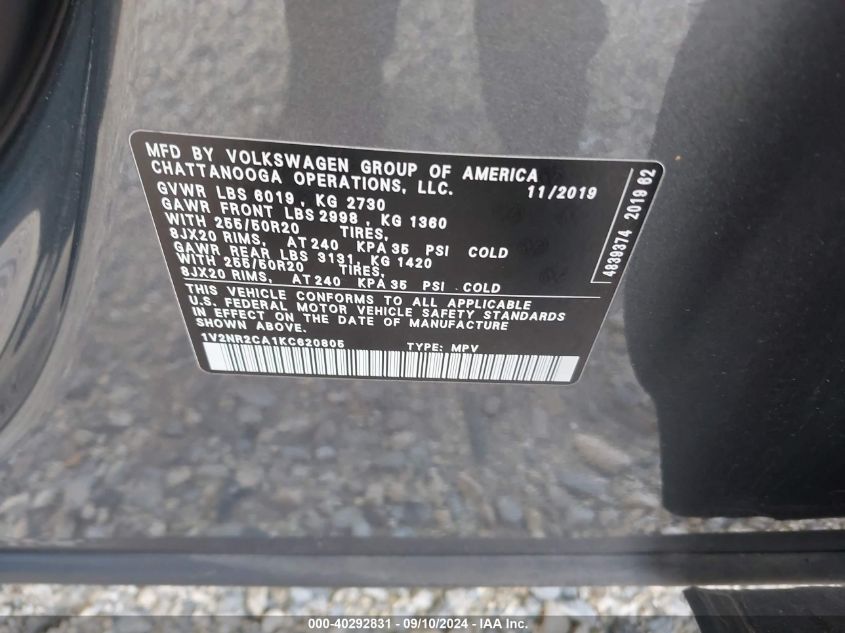 MFD BY VOLKSWAGEN GROUP OF AMERICA
CHATTANOOGA OPERATIONS, LLC. 11/2019
GVWR LBS 6019 , KG 2730
GAWR FRONT LBS 2998 , KG 1360
WITH 255/50R20 TIRES,
8JX20 RIMS, AT 240 KPA 35 PSI COLD
GAWR REAR LBS 3131, KG 1420
WITH 255/50R20 TIRES,
8JX20 RIMS, AT 240 KPA 35 PSI COLD
THIS VEHICLE CONFORMS TO ALL APPLICABLE
U.S. FEDERAL MOTOR VEHICLE SAFETY STANDARDS
IN EFFECT ON THE DATE OF MANUFACTURE
SHOWN ABOVE.
1V2NR2CA1KC620805 TYPE: MPV
4839374 2019 62
000-40292831 - 09/10/2024 - IAA Inc.